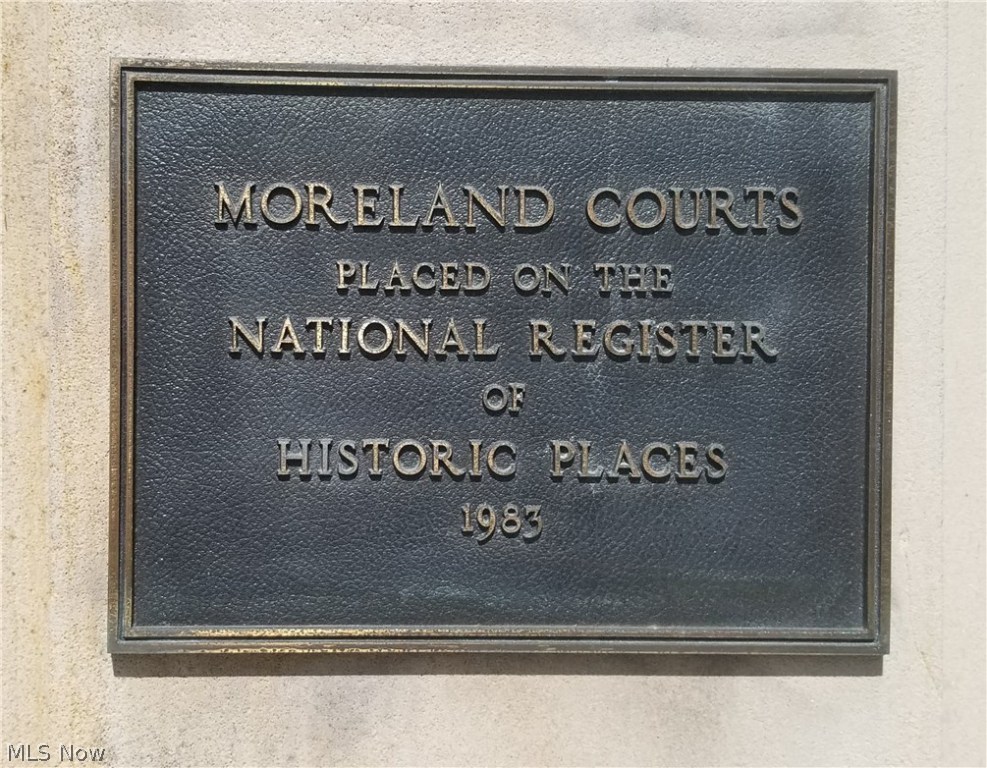 MORELAND COURTS
PLACED ON THE
NATIONAL REGISTER
OF
HISTORIC PLACES
1983
MLS Now